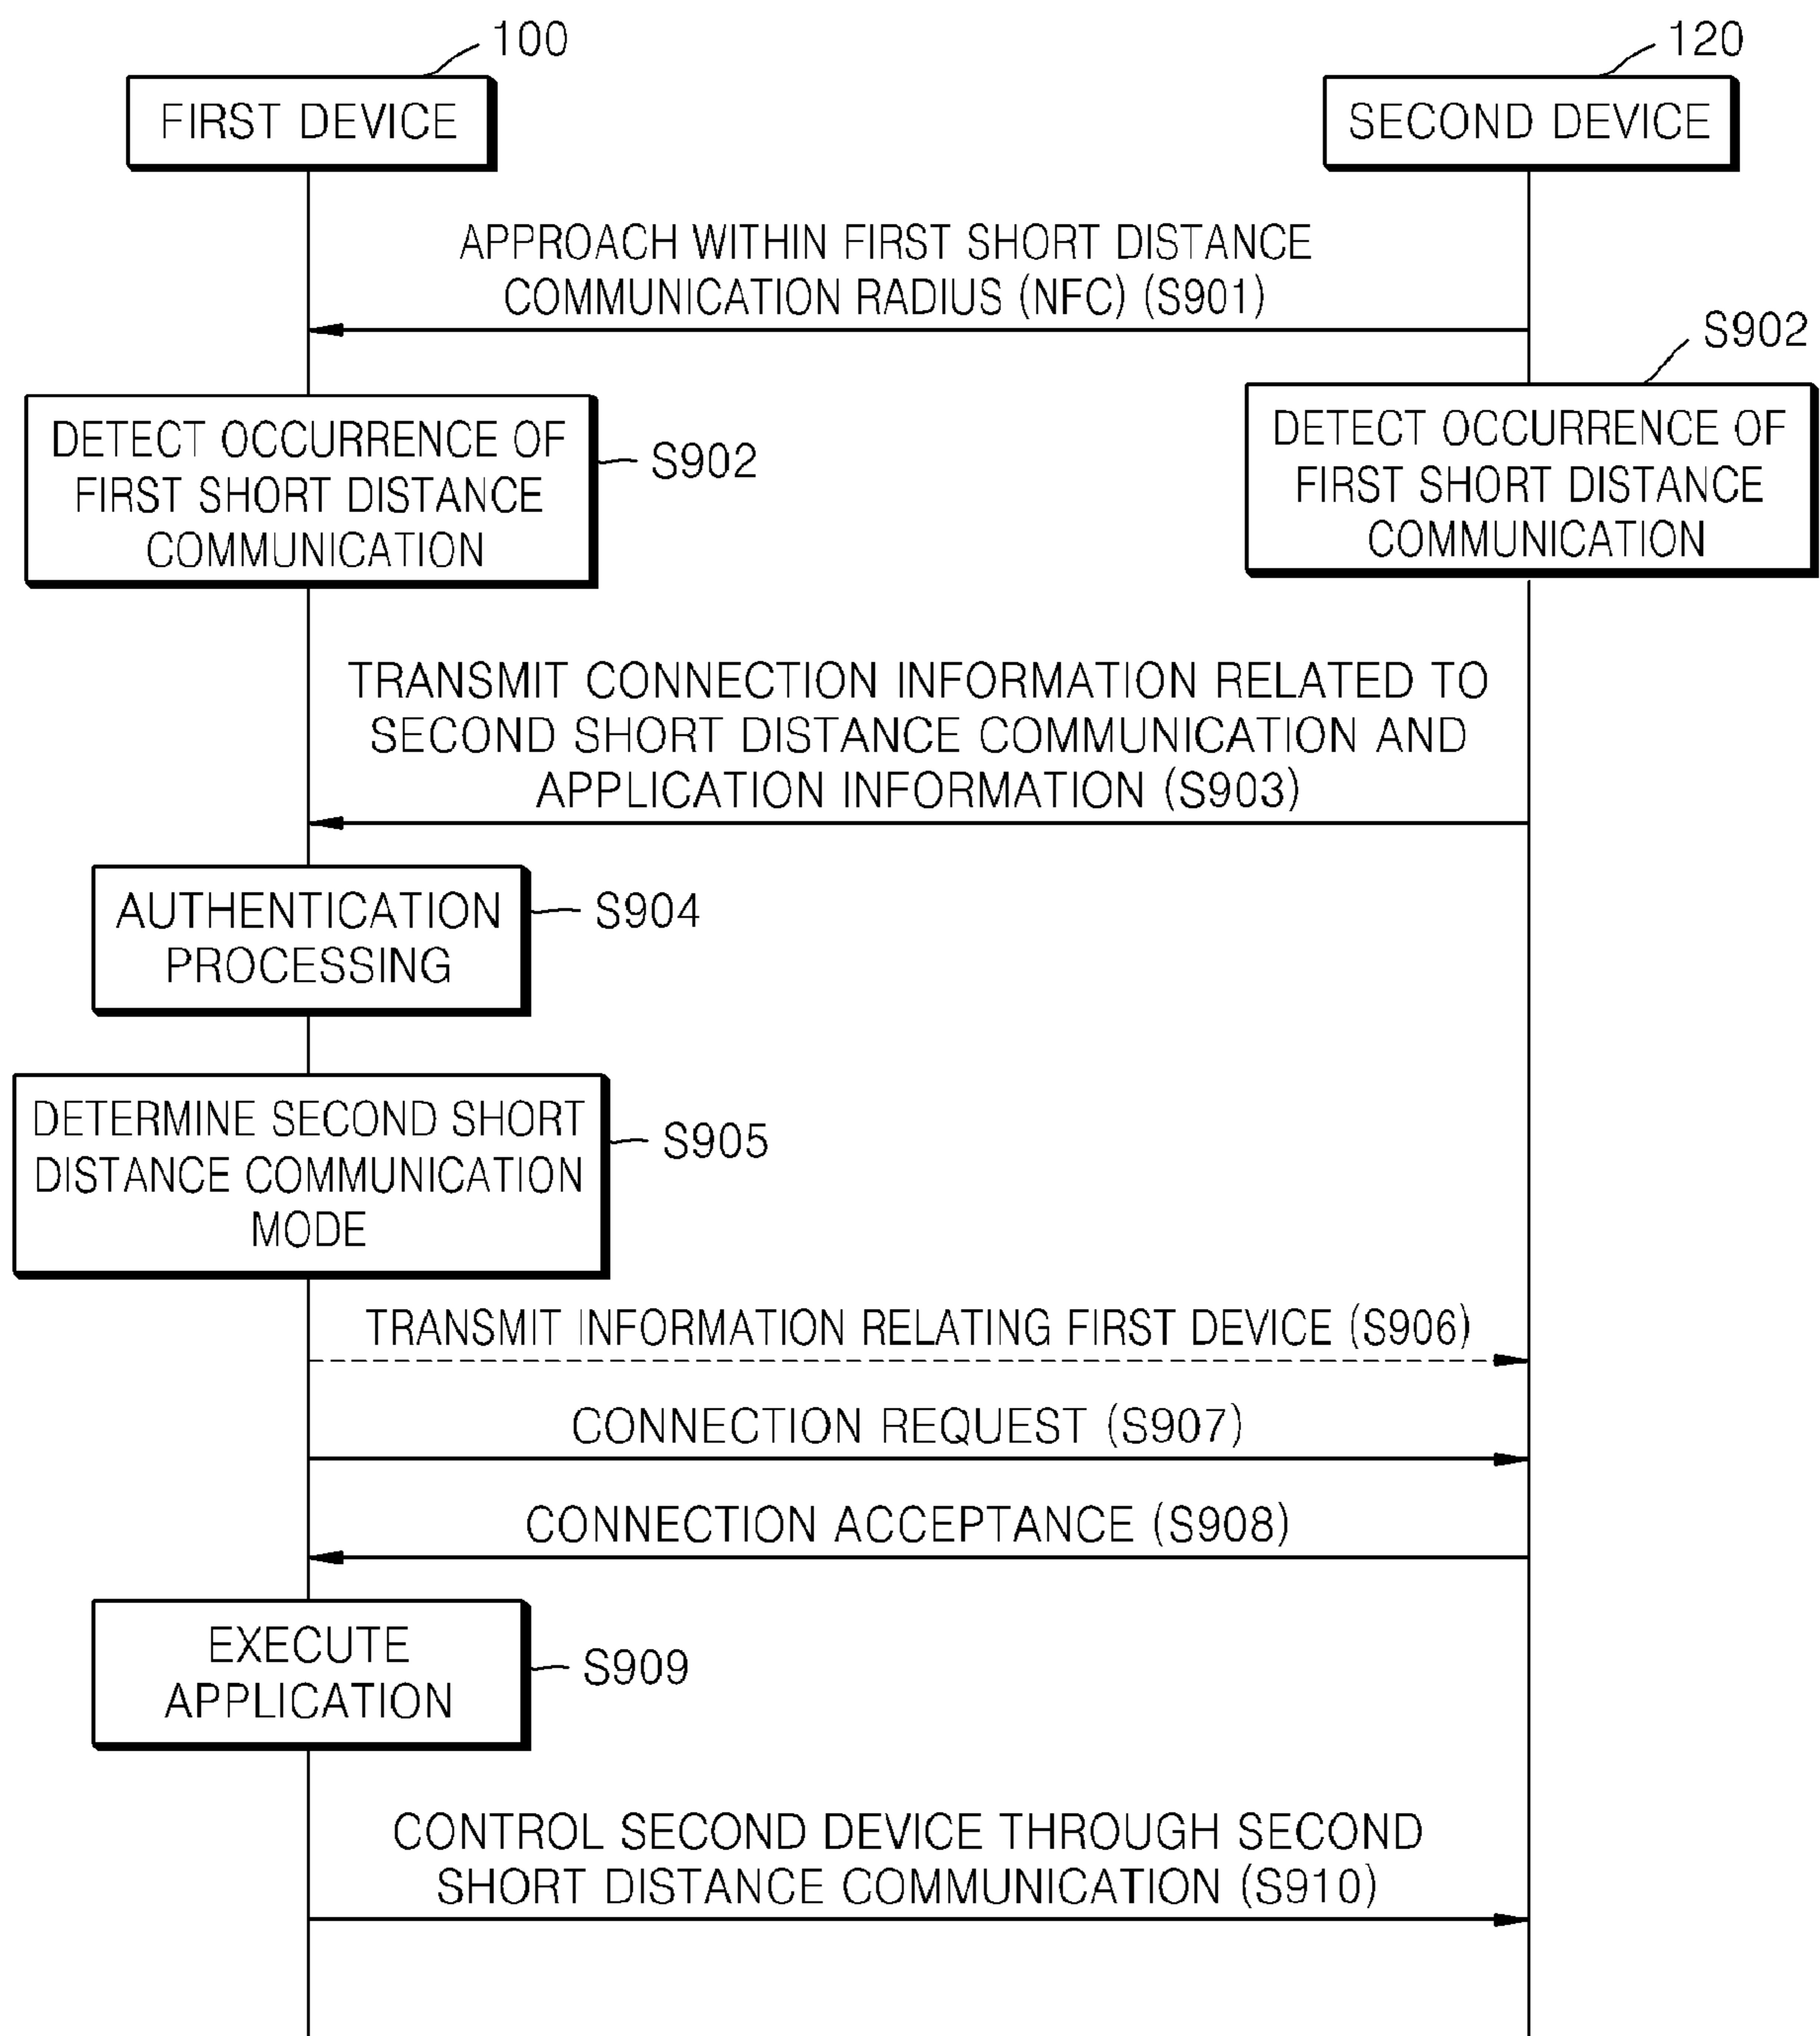 100
120
FIRST DEVICE
SECOND DEVICE
APPROACH WITHIN FIRST SHORT DISTANCE
COMMUNICATION RADIUS (NFC) (S901)
S902
DETECT OCCURRENCE OF
FIRST SHORT DISTANCE
COMMUNICATION
S902
DETECT OCCURRENCE OF
FIRST SHORT DISTANCE
COMMUNICATION
TRANSMIT CONNECTION INFORMATION RELATED TO
SECOND SHORT DISTANCE COMMUNICATION AND
APPLICATION INFORMATION (S903)
AUTHENTICATION
PROCESSING
S904
DETERMINE SECOND SHORT
DISTANCE COMMUNICATION
MODE
S905
TRANSMIT INFORMATION RELATING FIRST DEVICE (S906)
CONNECTION REQUEST (S907)
CONNECTION ACCEPTANCE (S908)
EXECUTE
APPLICATION
S909
CONTROL SECOND DEVICE THROUGH SECOND
SHORT DISTANCE COMMUNICATION (S910)